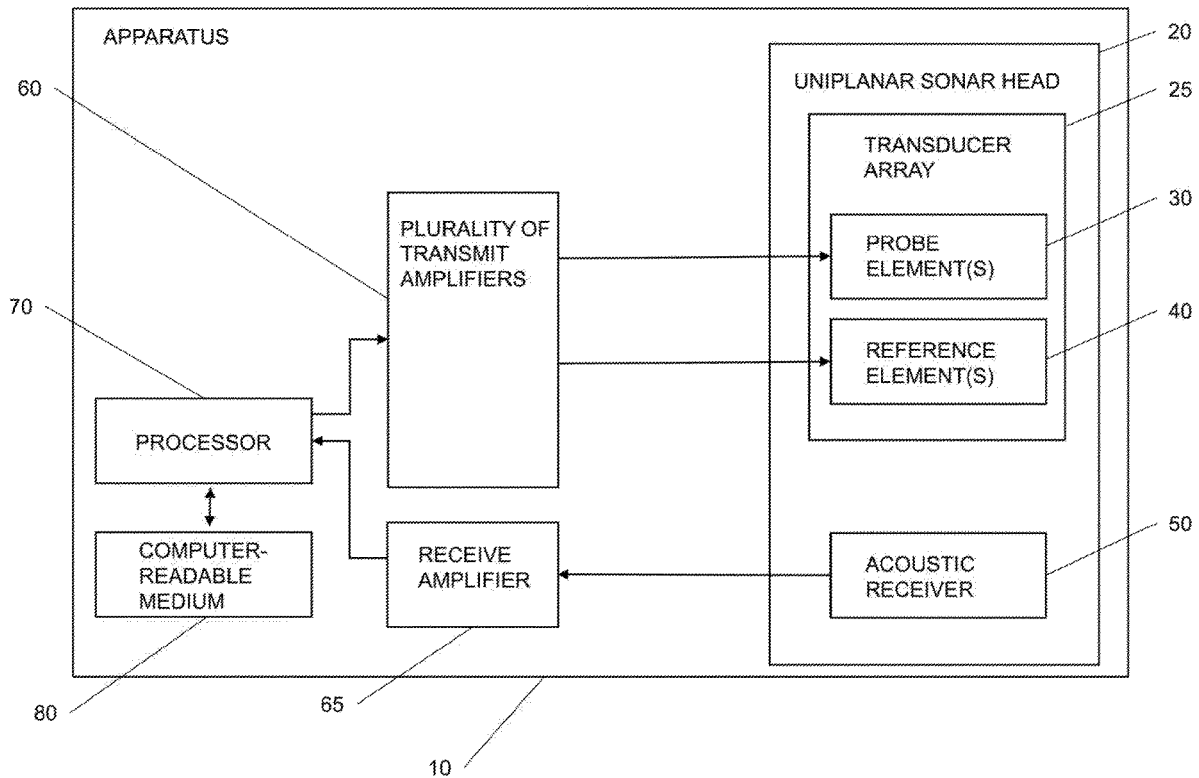 APPARATUS
20
UNIPLANAR SONAR HEAD
60
25
TRANSDUCER
ARRAY
PLURALITY OF
TRANSMIT
AMPLIFIERS
30
PROBE
ELEMENT(S)
70
40
REFERENCE
ELEMENT(S)
PROCESSOR
COMPUTER-
READABLE
MEDIUM
RECEIVE
AMPLIFIER
50
ACOUSTIC
RECEIVER
80
65
10